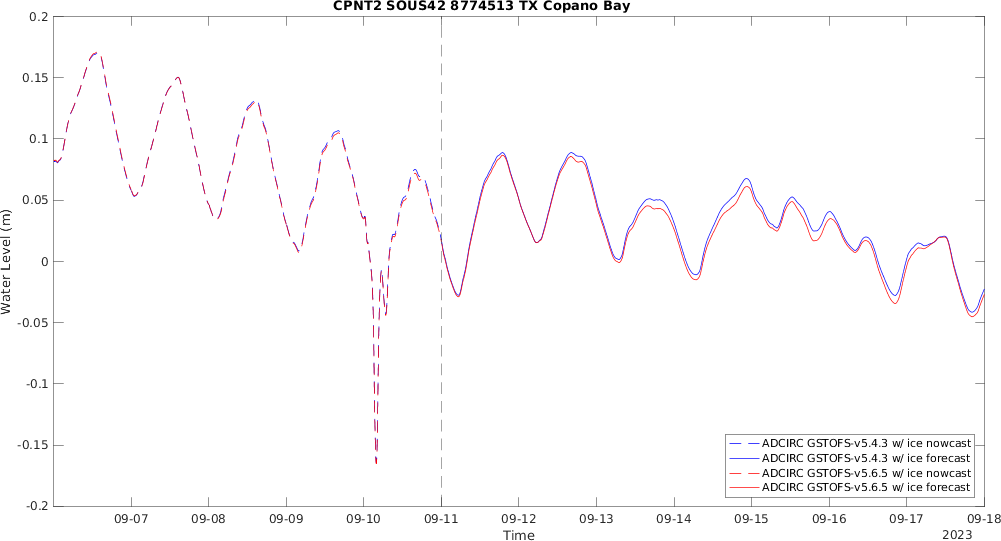 CPNT2 SOUS42 8774513 TX Copano Bay
0.2
0.15
0.1
0.05
0
-0.05
-0.1
-0.15
-0.2
Water Level (m)
ADCIRC GSTOFS-v5.4.3 w/ ice nowcast
ADCIRC GSTOFS-v5.4.3 w/ ice forecast
ADCIRC GSTOFS-v5.6.5 w/ ice nowcast
ADCIRC GSTOFS-v5.6.5 w/ ice forecast
09-07 09-08 09-09 09-10 09-11 09-12 09-13 09-14 09-15 09-16 09-17 09-18
Time
2023